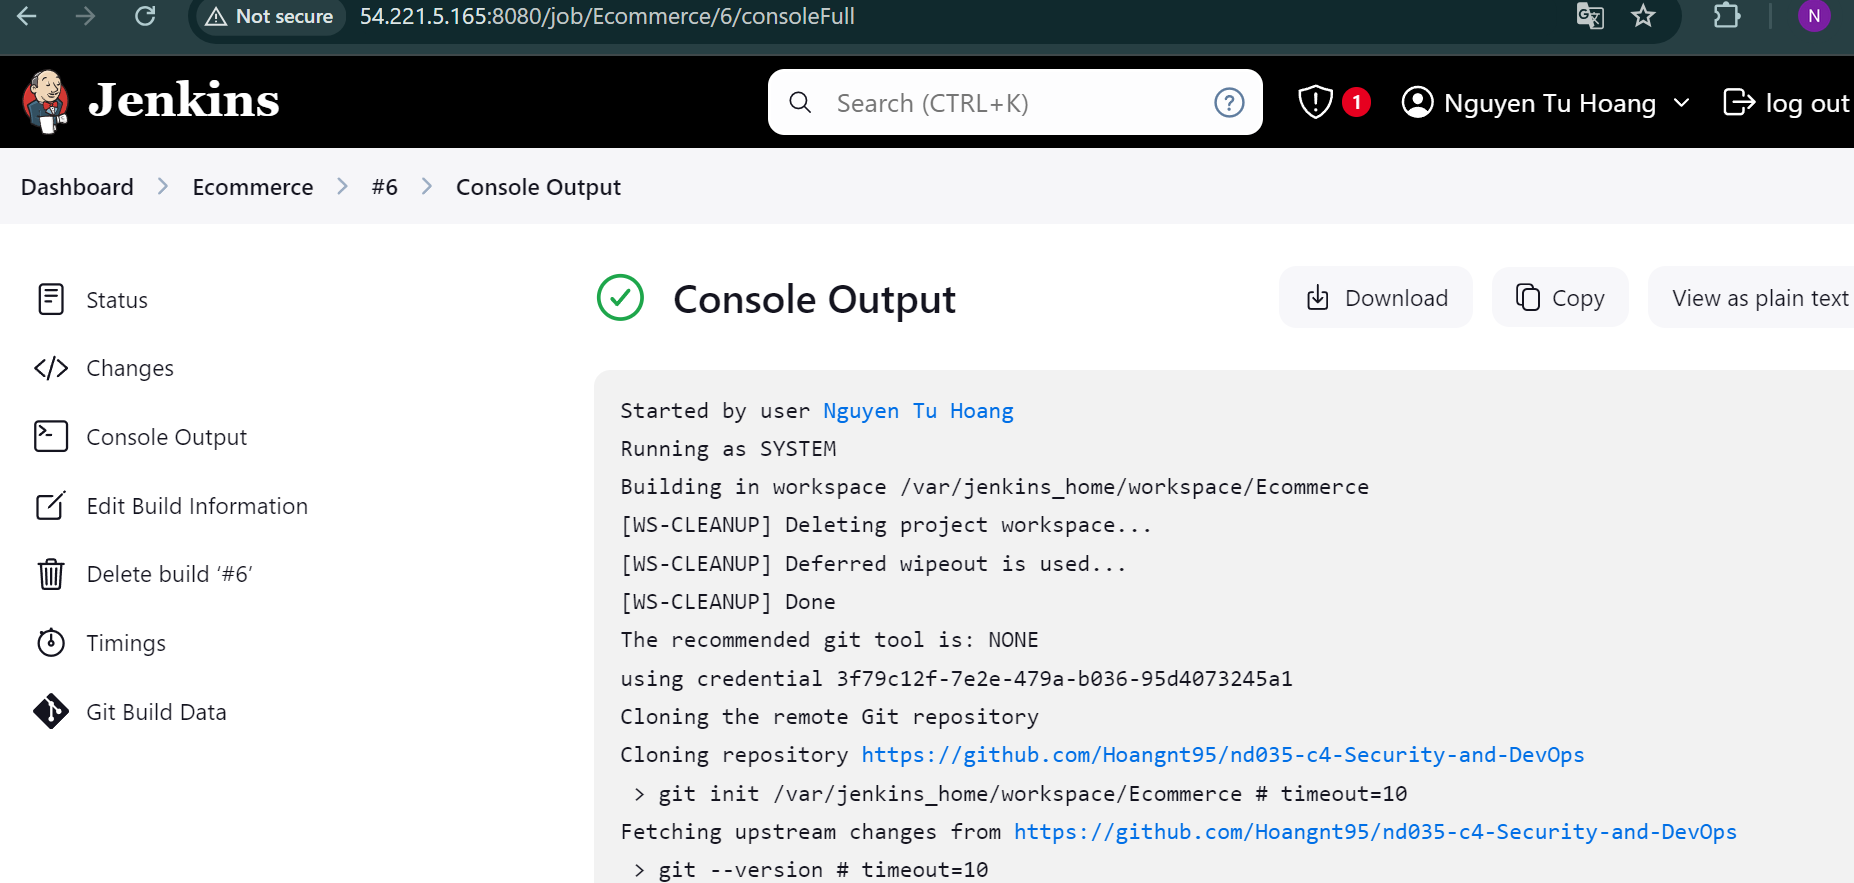 Not secure 54.221.5.165:8080/job/Ecommerce/6/consoleFull N
Jenkins Search (CTRL+K) ? 1 Nguyen Tu Hoang log out
Dashboard > Ecommerce > #6 > Console Output
Status
Changes
Console Output
Edit Build Information
Delete build ‘#6’
Timings
Git Build Data
Console Output Download Copy View as plain text
Started by user Nguyen Tu Hoang
Running as SYSTEM
Building in workspace /var/jenkins_home/workspace/Ecommerce
[WS-CLEANUP] Deleting project workspace...
[WS-CLEANUP] Deferred wipeout is used...
[WS-CLEANUP] Done
The recommended git tool is: NONE
using credential 3f79c12f-7e2e-479a-b036-95d4073245a1
Cloning the remote Git repository
Cloning repository https://github.com/Hoangnt95/nd035-c4-Security-and-DevOps
> git init /var/jenkins_home/workspace/Ecommerce # timeout=10
Fetching upstream changes from https://github.com/Hoangnt95/nd035-c4-Security-and-DevOps
> git --version # timeout=10